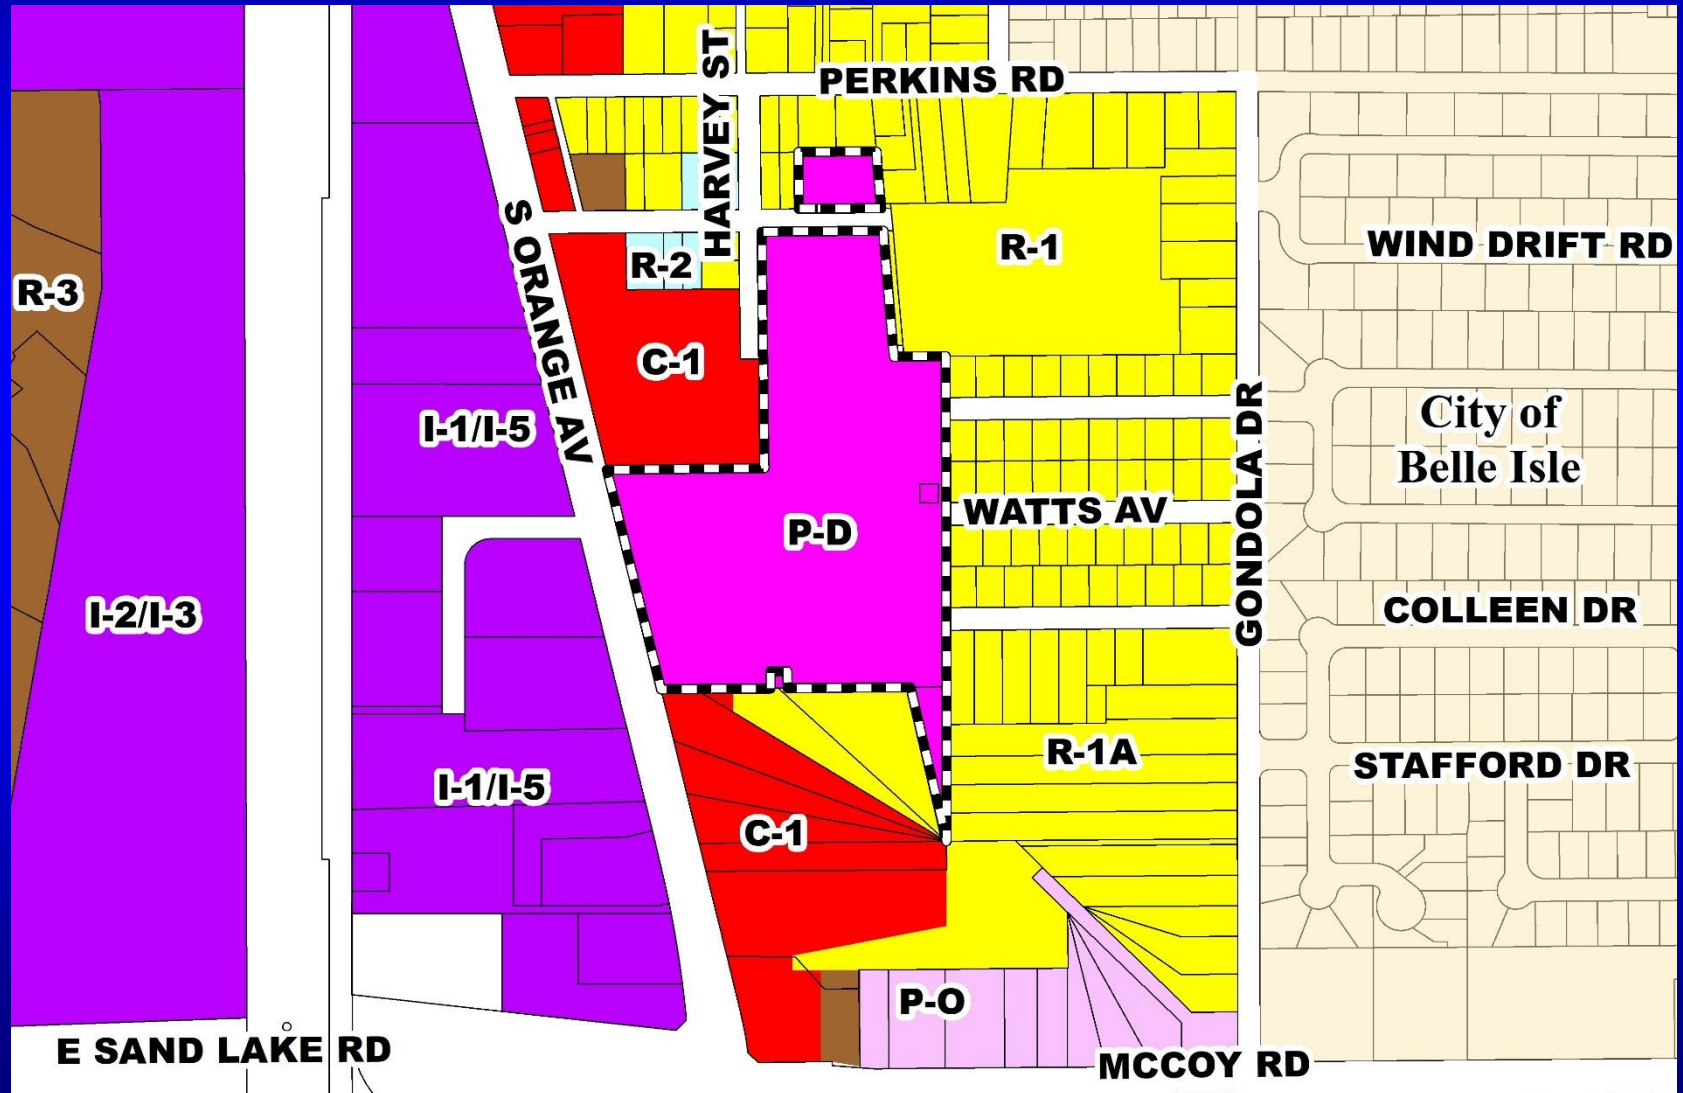 HARVEY ST
PERKINS RD
S ORANGE AV
R-3
R-2
R-1
WIND DRIFT RD
C-1
I-1/I-5
City of
Belle Isle
GONDOLA DR
WATTS AV
P-D
I-2/I-3
COLLEEN DR
R-1A
STAFFORD DR
I-1/I-5
C-1
P-O
E SAND LAKE RD
MCCOY RD